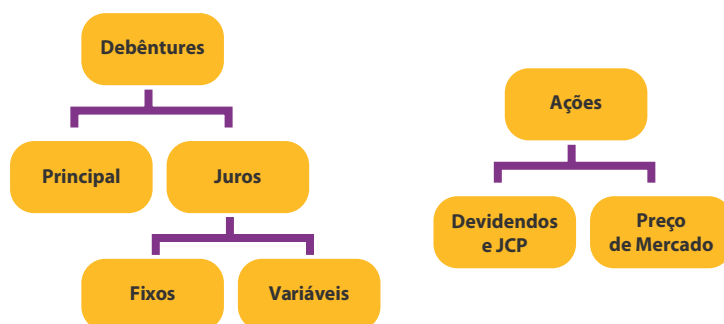 Debêntures
Principal
Juros
Fixos
Variáveis
Ações
Devidendos
e JCP
Preço
de Mercado